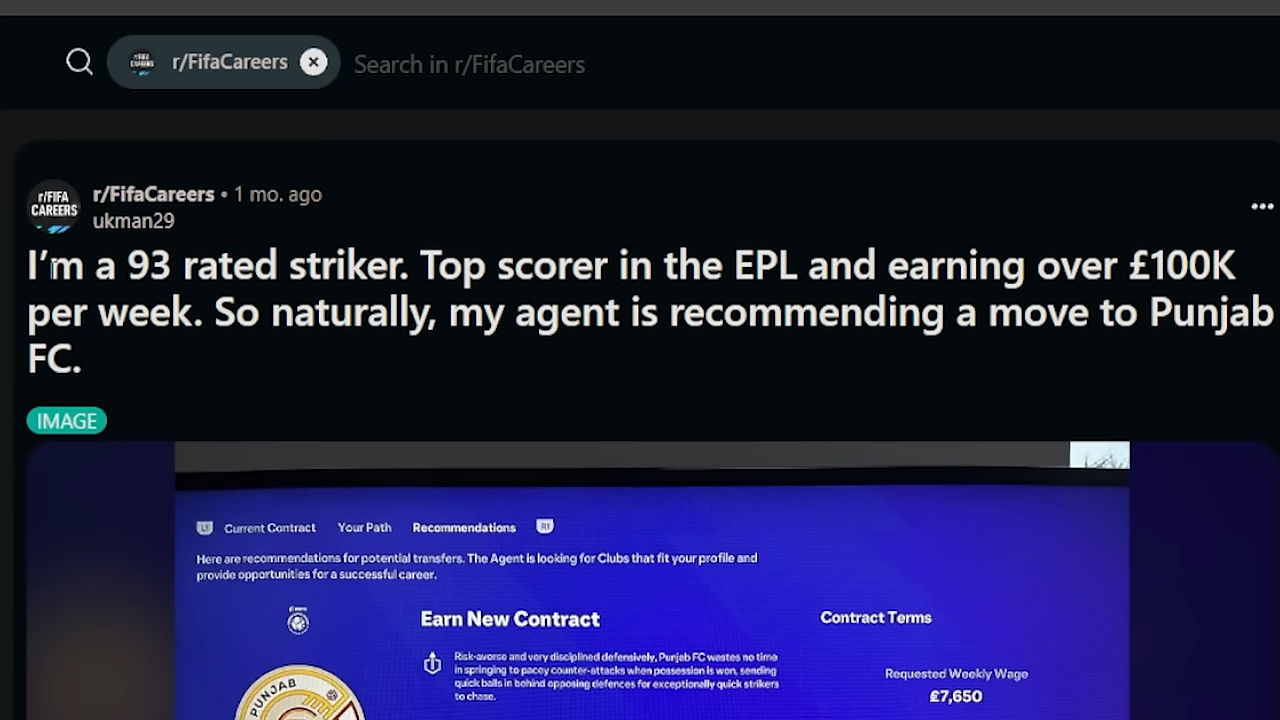 r/FifaCareers Search in r/FifaCareers
r/FIFA
CAREERS
r/FifaCareers • 1 mo. ago
ukman29
I'm a 93 rated striker. Top scorer in the EPL and earning over £100K
per week. So naturally, my agent is recommending a move to Punjab
FC.
IMAGE
L1 Current Contract Your Path Recommendations R1
Here are recommendations for potential transfers. The Agent is looking for Clubs that fit your profile and
provide opportunities for a successful career.
Earn New Contract
Contract Terms
Risk-averse and very disciplined defensively, Punjab FC wastes no time
in springing to pacey counter-attacks when possession is won, sending
quick balls in behind opposing defences for exceptionally quick strikers
to chase.
Requested Weekly Wage
£7,650
PUNJAB